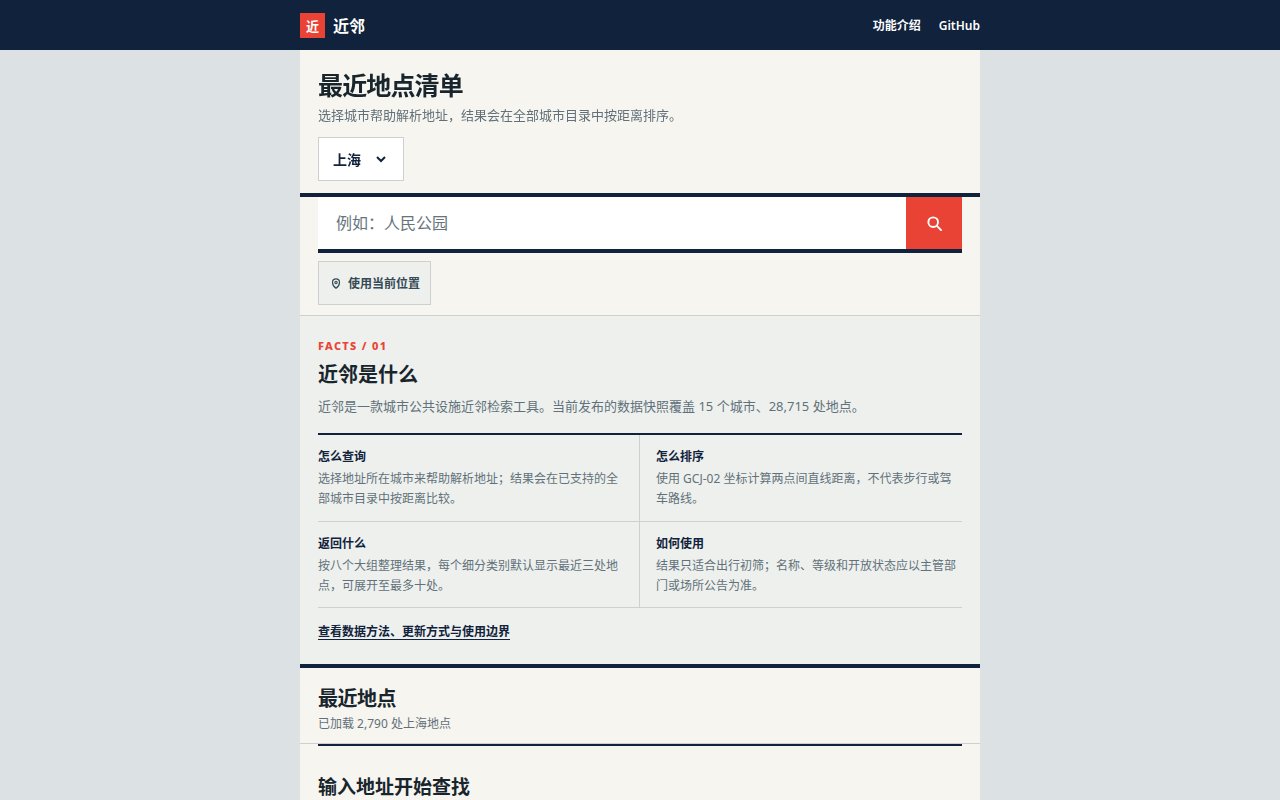 近 近邻
功能介绍 GitHub
最近地点清单
选择城市帮助解析地址，结果会在全部城市目录中按距离排序。
上海
例如：人民公园
使用当前位置
FACTS / 01
近邻是什么
近邻是一款城市公共设施近邻检索工具。当前发布的数据快照覆盖 15 个城市、28,715 处地点。
怎么查询
选择地址所在城市来帮助解析地址；结果会在已支持的全
部城市目录中按距离比较。
怎么排序
使用 GCJ-02 坐标计算两点间直线距离，不代表步行或驾
车路线。
返回什么
按八个大组整理结果，每个细分类别默认显示最近三处地
点，可展开至最多十处。
如何使用
结果只适合出行初筛；名称、等级和开放状态应以主管部
门或场所公告为准。
查看数据方法、更新方式与使用边界
最近地点
已加载 2,790 处上海地点
输入地址开始查找